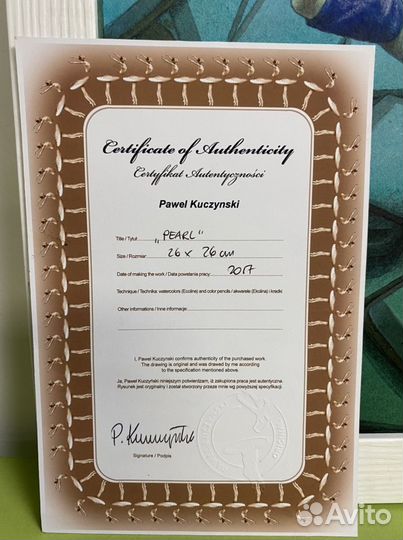 Certificate of Authenticity
Certyfikat Autentyczności
Pawel Kuczynski
Title / Tytuł: „PEARL"
Size / Rozmiar: 26 x 26 cm
Date of making the work / Data powstania pracy: 2017
Technique / Technika: watercolors (Ecoline) and color pencils / akwarele (Ekolina) i kredki
Other informations / Inne informacje:
I, Pawel Kuczynski confirms authenticity of the purchased work.
The drawing is original and was drawed by me according
to the specification mentioned above.
Ja, Paweł Kuczyński niniejszym potwierdzam, iż zakupiona praca jest autentyczna.
Rysunek jest oryginalny i został stworzony przeze mnie wg powyższej specyfikacji.
P. Kuczyński
Signature / Podpis
Avito